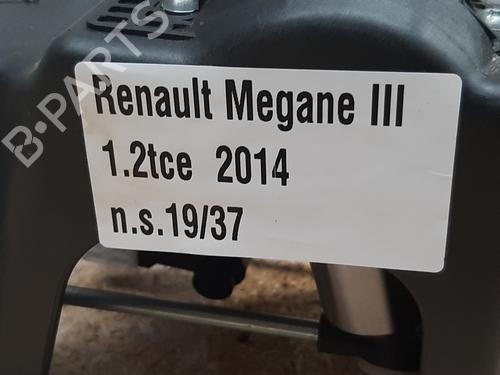 B-PARTS
Renault Megane III
1.2tce 2014
n.s.19/37